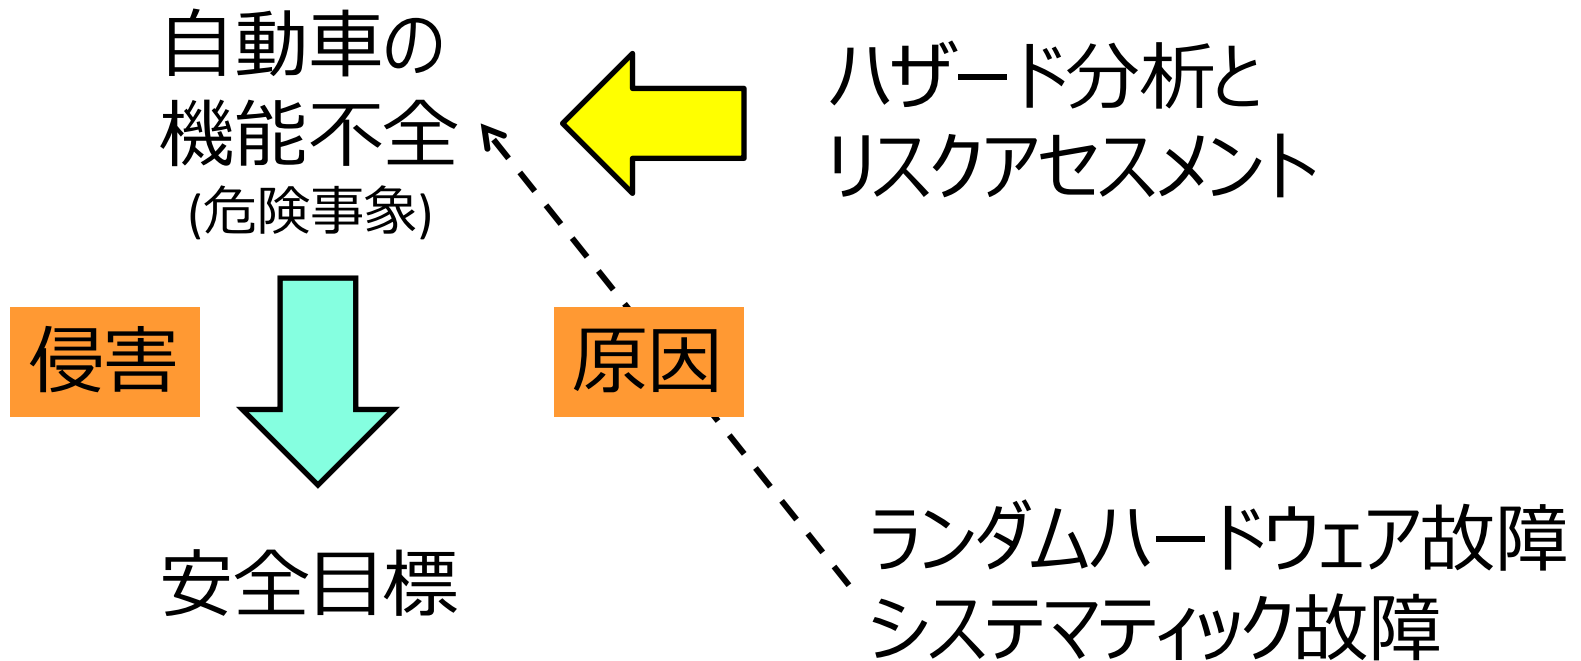 自動車の
機能不全
(危険事象)
ハザード分析と
リスクアセスメント
侵害
原因
安全目標
ランダムハードウェア故障
システマティック故障